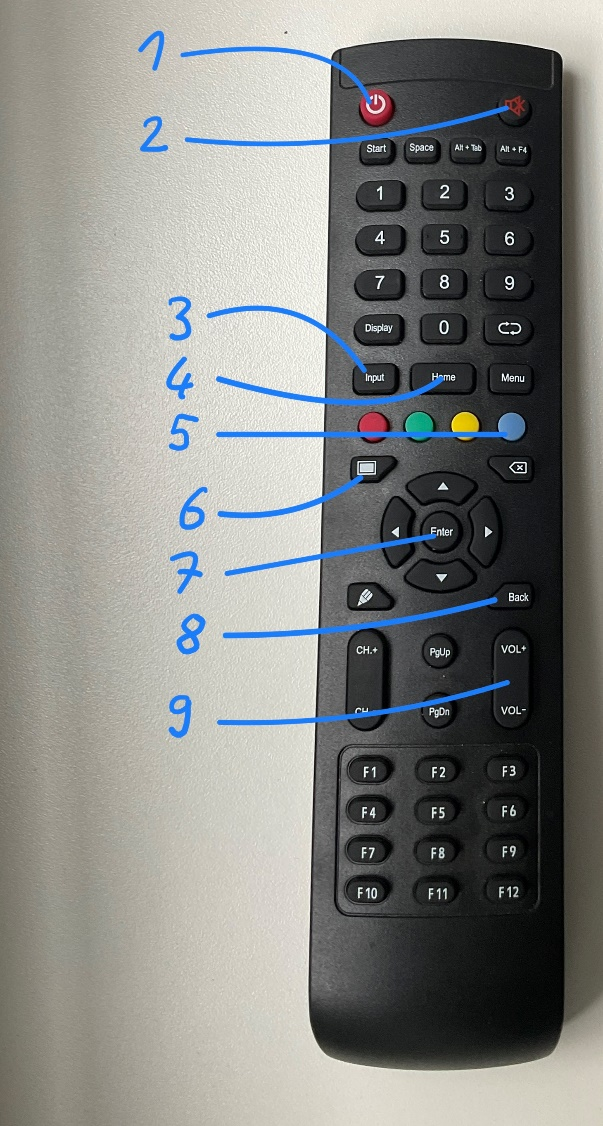 1
2
Start Space Alt + Tab Alt + F4
1 2 3
4 5 6
7 8 9
3
Display 0
4
Input Home Menu
5
6
7
Enter
8
Back
CH.+ PgUp VOL+
9
CH PgDn VOL-
F1 F2 F3
F4 F5 F6
F7 F8 F9
F10 F11 F12